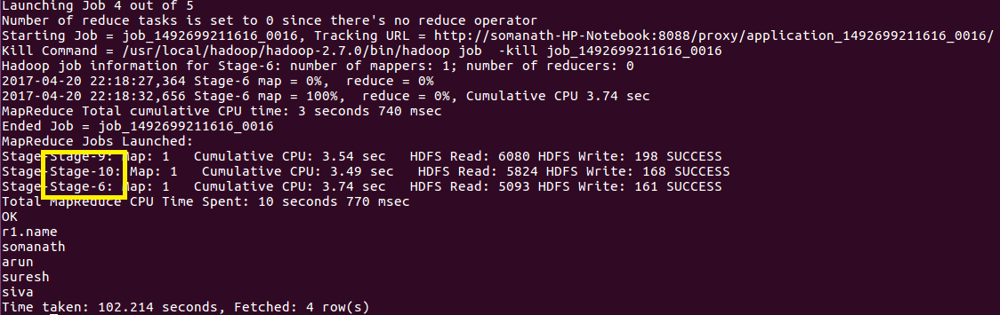 Launching Job 4 out of 5
Number of reduce tasks is set to 0 since there's no reduce operator
Starting Job = job_1492699211616_0016, Tracking URL = http://somanath-HP-Notebook:8088/proxy/application_1492699211616_0016/
Kill Command = /usr/local/hadoop/hadoop-2.7.0/bin/hadoop job  -kill job_1492699211616_0016
Hadoop job information for Stage-6: number of mappers: 1; number of reducers: 0
2017-04-20 22:18:27,364 Stage-6 map = 0%,  reduce = 0%
2017-04-20 22:18:32,656 Stage-6 map = 100%,  reduce = 0%, Cumulative CPU 3.74 sec
MapReduce Total cumulative CPU time: 3 seconds 740 msec
Ended Job = job_1492699211616_0016
MapReduce Jobs Launched:
Stage-Stage-9: Map: 1   Cumulative CPU: 3.54 sec   HDFS Read: 6080 HDFS Write: 198 SUCCESS
Stage-Stage-10: Map: 1   Cumulative CPU: 3.49 sec   HDFS Read: 5824 HDFS Write: 168 SUCCESS
Stage-Stage-6: Map: 1   Cumulative CPU: 3.74 sec   HDFS Read: 5093 HDFS Write: 161 SUCCESS
Total MapReduce CPU Time Spent: 10 seconds 770 msec
OK
r1.name
somanath
arun
suresh
siva
Time taken: 102.214 seconds, Fetched: 4 row(s)